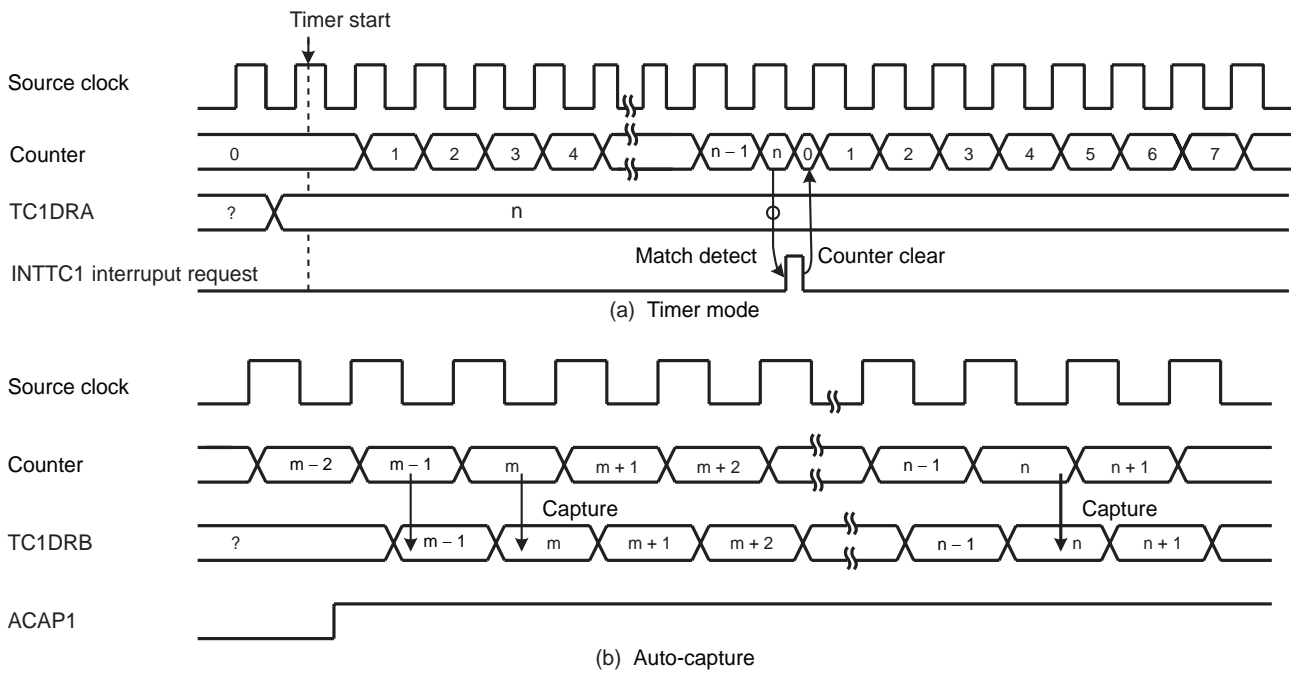 Timer start
Source clock
Counter 0 1 2 3 4 n – 1 n 0 1 2 3 4 5 6 7
TC1DRA ? n
Match detect Counter clear
INTTC1 interruput request
(a) Timer mode
Source clock
Counter m – 2 m – 1 m m + 1 m + 2 n – 1 n n + 1
Capture Capture
TC1DRB ? m – 1 m m + 1 m + 2 n – 1 n n + 1
ACAP1
(b) Auto-capture